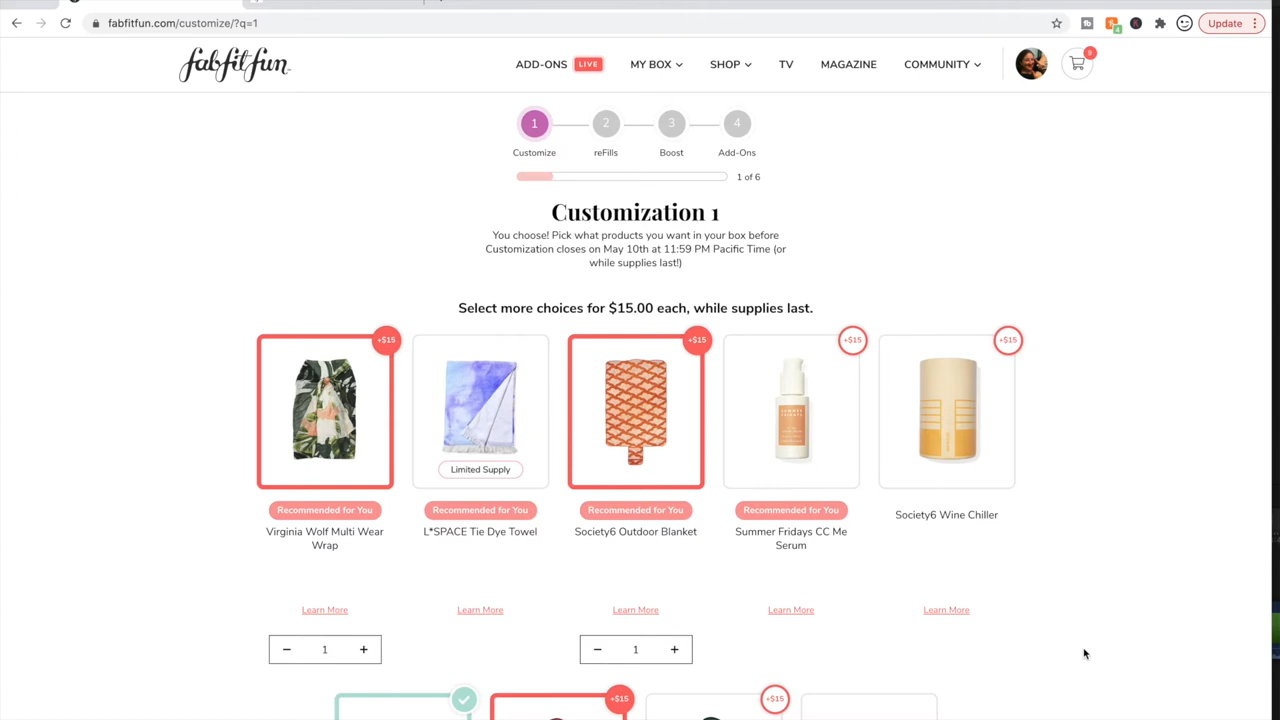 fabfitfun.com/customize/?q=1
4
Update
fabfitfun
ADD-ONS LIVE MY BOX SHOP TV MAGAZINE COMMUNITY 9
1 2 3 4
Customize reFills Boost Add-Ons
1 of 6
Customization 1
You choose! Pick what products you want in your box before
Customization closes on May 10th at 11:59 PM Pacific Time (or
while supplies last!)
Select more choices for $15.00 each, while supplies last.
+$15 +$15 +$15 +$15
SUMMER FRIDAYS
Limited Supply
Recommended for You Recommended for You Recommended for You Recommended for You
Virginia Wolf Multi Wear Wrap
L*SPACE Tie Dye Towel
Society6 Outdoor Blanket
Summer Fridays CC Me Serum
Society6 Wine Chiller
Learn More Learn More Learn More Learn More Learn More
− 1 + − 1 +
+$15 +$15